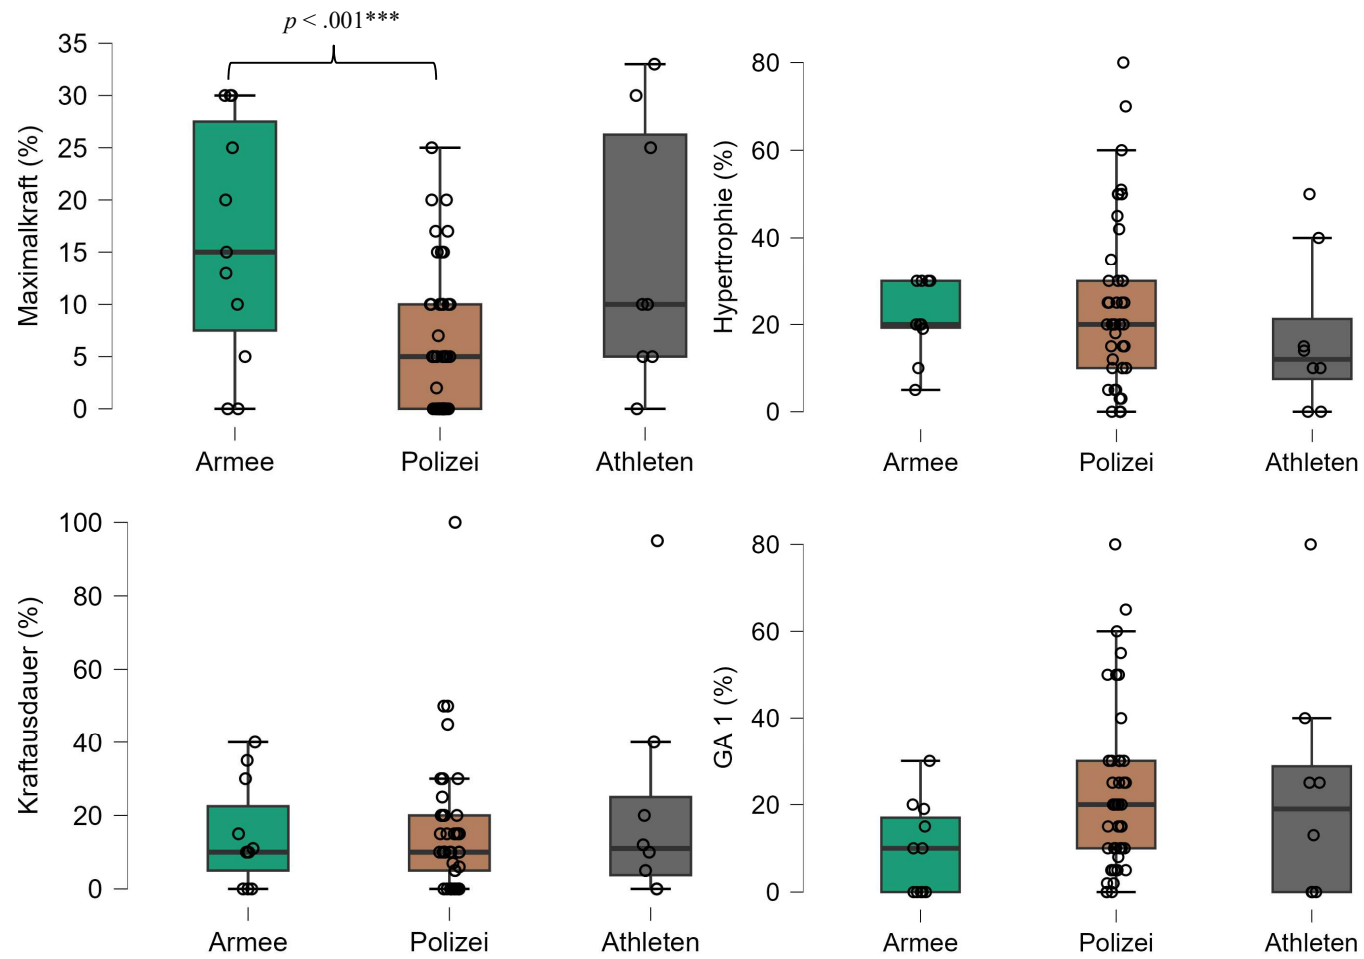 p < .001***
Maximalkraft (%)
35
30
25
20
15
10
5
0
Armee Polizei Athleten
Hypertrophie (%)
80
60
40
20
0
Armee Polizei Athleten
Kraftausdauer (%)
100
80
60
40
20
0
Armee Polizei Athleten
GA 1 (%)
80
60
40
20
0
Armee Polizei Athleten